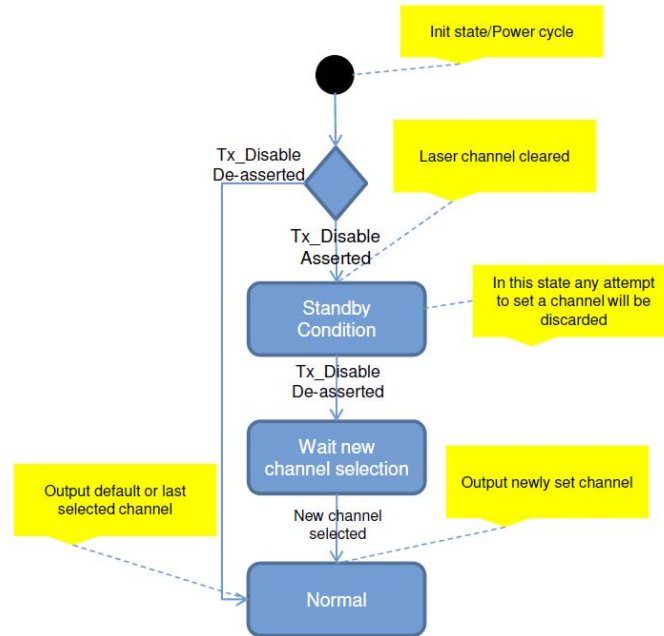 Init state/Power cycle
Tx_Disable
De-asserted
Laser channel cleared
Tx_Disable
Asserted
Standby
Condition
In this state any attempt
to set a channel will be
discarded
Tx_Disable
De-asserted
Wait new
channel selection
Output default or last
selected channel
Output newly set channel
New channel
selected
Normal